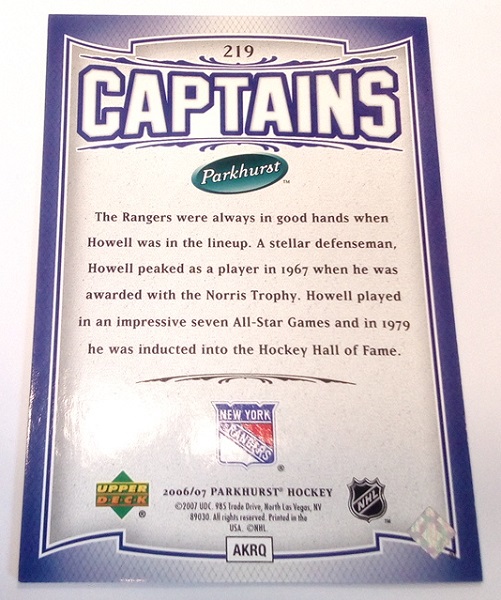 219
CAPTAINS
Parkhurst™
The Rangers were always in good hands when
Howell was in the lineup. A stellar defenseman,
Howell peaked as a player in 1967 when he was
awarded with the Norris Trophy. Howell played
in an impressive seven All-Star Games and in 1979
he was inducted into the Hockey Hall of Fame.
NEW YORK
RANGERS
®
UPPER
DECK
®
2006/07 PARKHURST® HOCKEY
©2007 UDC. 985 Trade Drive, North Las Vegas, NV
89030. All rights reserved. Printed in the
USA. ©NHL.
NHL
™
AKRQ